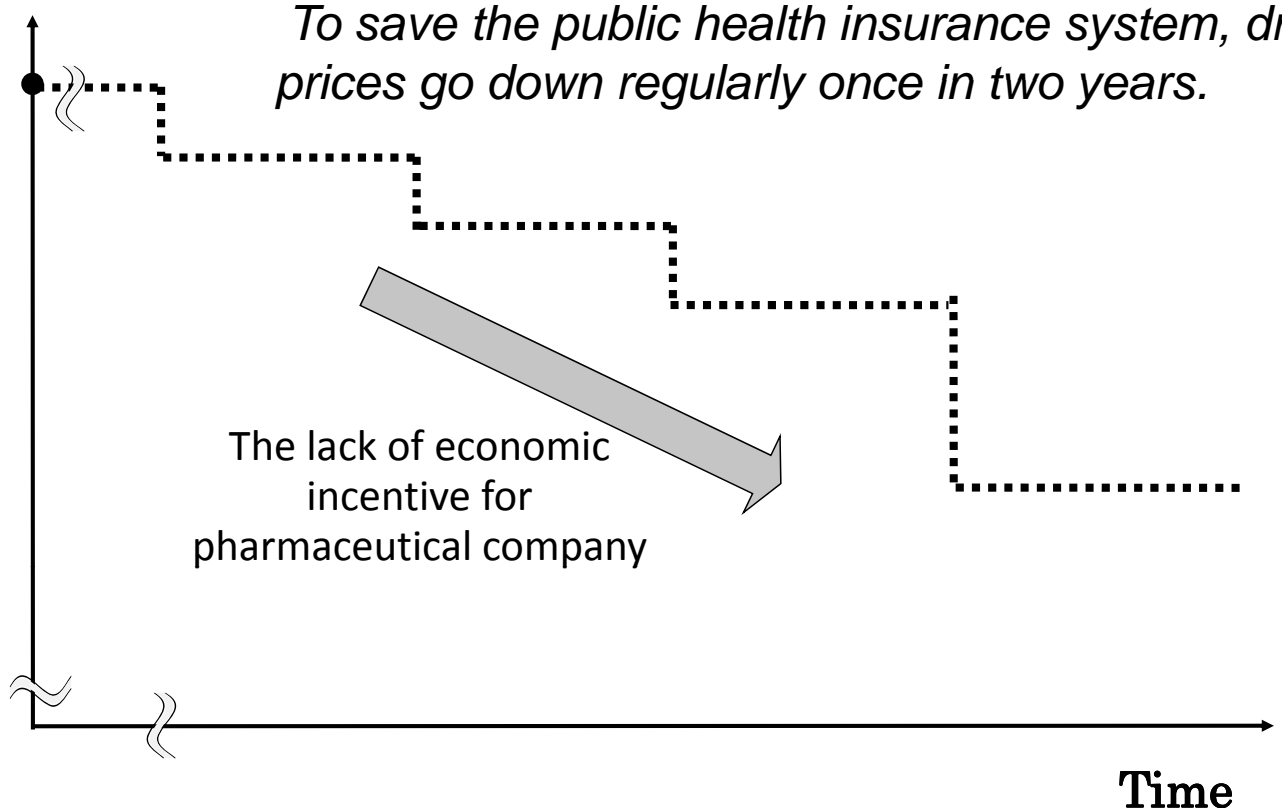 To save the public health insurance system,
prices go down regularly once in two years.
The lack of economic
incentive for
pharmaceutical company
Time